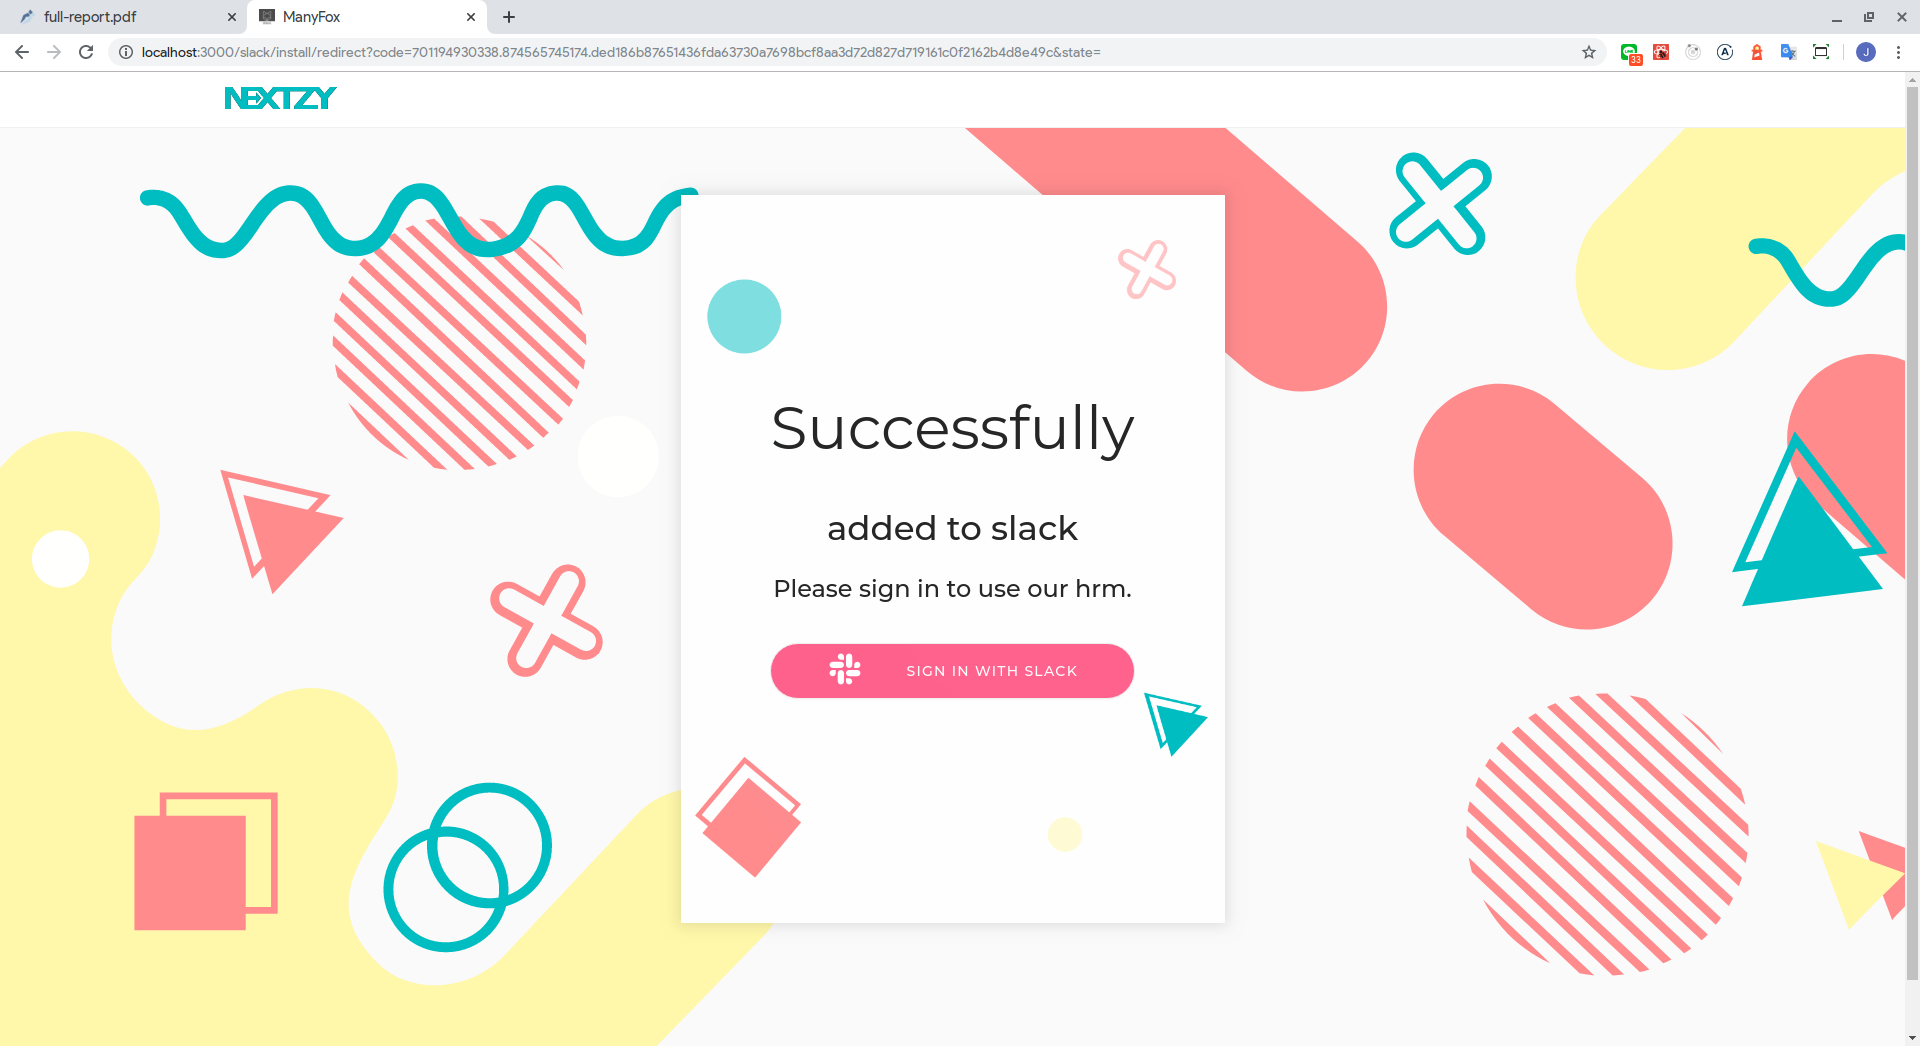 full-report.pdf
ManyFox
localhost:3000/slack/install/redirect?code=701194930338.874565745174.ded186b87651436fda63730a7698bcf8aa3d72d827d719161c0f2162b4d8e49c&state=
33
A
J
NEXTZY
Successfully
added to slack
Please sign in to use our hrm.
SIGN IN WITH SLACK